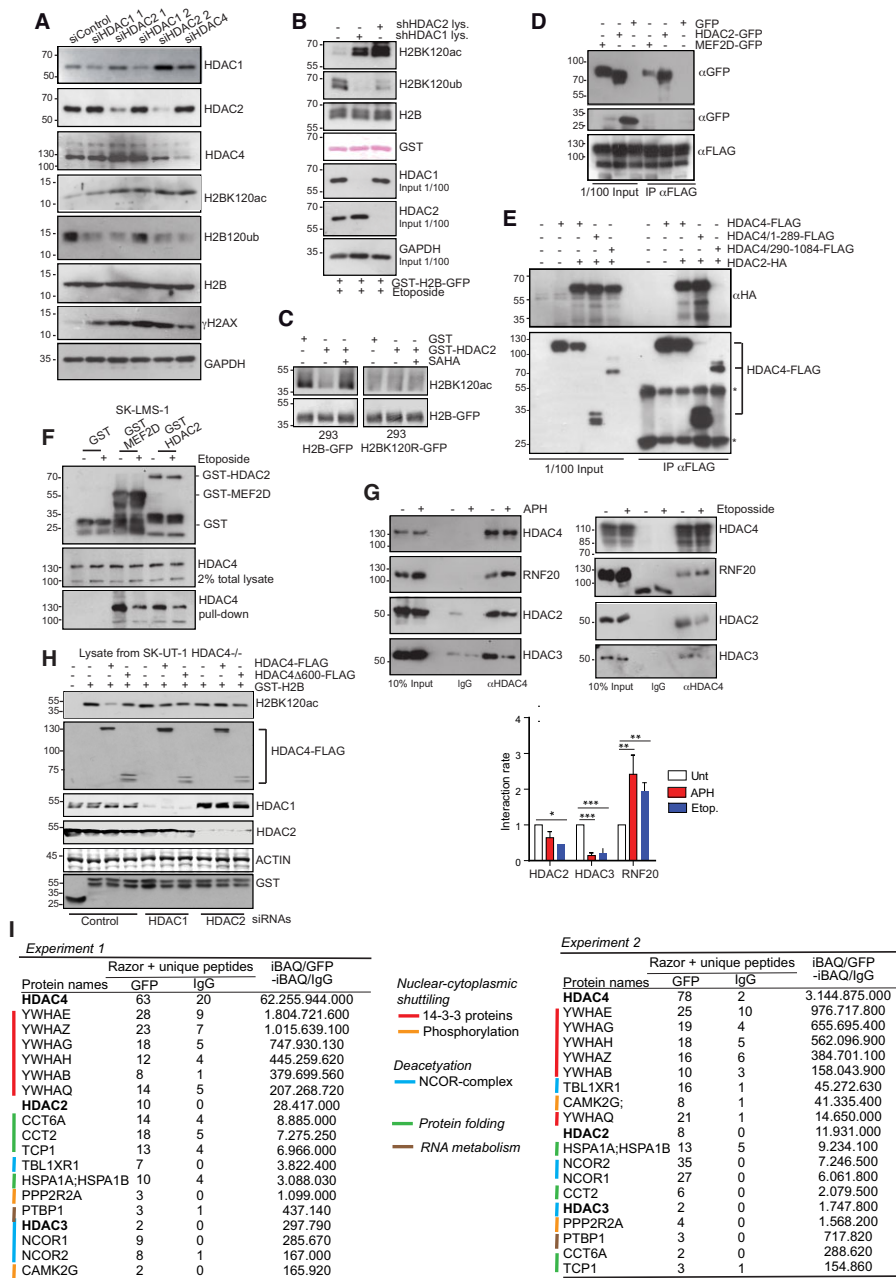 A
siControl
siHDAC1 1
siHDAC2 1
siHDAC1 2
siHDAC2 2
siHDAC4
70
50
HDAC1
70
50
HDAC2
130
100
HDAC4
15
10
H2BK120ac
15
10
H2B120ub
15
10
H2B
15
10
γH2AX
35
GAPDH
B
- - + shHDAC2 lys.
- + - shHDAC1 lys.
70
55
H2BK120ac
70
55
H2BK120ub
70
55
H2B
55
GST
55
HDAC1
Input 1/100
70
55
HDAC2
Input 1/100
35
GAPDH
Input 1/100
+ + + GST-H2B-GFP
+ + + Etoposide
C
+ - - + - - GST
- + + - + + GST-HDAC2
- - + - - + SAHA
55
35
H2BK120ac
55
35
H2B-GFP
293
H2B-GFP
293
H2BK120R-GFP
D
- - + - - + GFP
- + - - + - HDAC2-GFP
+ - - + - - MEF2D-GFP
100
70
55
αGFP
35
25
αGFP
130
100
αFLAG
1/100 Input
IP αFLAG
E
- + + - - - + + - - HDAC4-FLAG
- - - + - - - - + - HDAC4/1-289-FLAG
- - - - + - - - - + HDAC4/290-1084-FLAG
- - + + + - - + + + HDAC2-HA
70
55
35
αHA
130
100
70
55
35
25
HDAC4-FLAG
*
*
1/100 Input
IP αFLAG
F
SK-LMS-1
GST
GST MEF2D
GST HDAC2
- + - + - + Etoposide
70
55
35
25
GST-HDAC2
GST-MEF2D
GST
130
100
HDAC4
2% total lysate
130
100
HDAC4
pull-down
G
- + - + - + APH
130
100
HDAC4
130
100
RNF20
50
HDAC2
50
HDAC3
10% Input
IgG
αHDAC4
- + - + - + Etoposside
110
85
70
HDAC4
130
100
RNF20
50
HDAC2
50
HDAC3
10% Input
IgG
αHDAC4
Interaction rate
4
3
2
1
0
*
***
***
**
**
HDAC2
HDAC3
RNF20
Unt
APH
Etop.
H
Lysate from SK-UT-1 HDAC4-/-
- - + - - + - - + - HDAC4-FLAG
- - - + - - + - - + HDAC4Δ600-FLAG
- + + + + + + + + + GST-H2B
55
35
H2BK120ac
130
100
70
HDAC4-FLAG
55
HDAC1
55
HDAC2
45
ACTIN
55
35
25
GST
Control
HDAC1
HDAC2
siRNAs
I
Experiment 1
Razor + unique peptides
iBAQ/GFP
-iBAQ/IgG
Protein names GFP IgG
HDAC4 63 20 62.255.944.000
YWHAE 28 9 1.804.721.600
YWHAZ 23 7 1.015.639.100
YWHAG 18 5 747.930.130
YWHAH 12 4 445.259.620
YWHAB 8 1 379.699.560
YWHAQ 14 5 207.268.720
HDAC2 10 0 28.417.000
CCT6A 14 4 8.885.000
CCT2 18 5 7.275.250
TCP1 13 4 6.966.000
TBL1XR1 7 0 3.822.400
HSPA1A;HSPA1B 10 4 3.088.030
PPP2R2A 3 0 1.099.000
PTBP1 3 1 437.140
HDAC3 2 0 297.790
NCOR1 9 0 285.670
NCOR2 8 1 167.000
CAMK2G 2 0 165.920
Nuclear-cytoplasmic
shuttling
14-3-3 proteins
Phosphorylation
Deacetyation
NCOR-complex
Protein folding
RNA metabolism
Experiment 2
Razor + unique peptides
iBAQ/GFP
-iBAQ/IgG
Protein names GFP IgG
HDAC4 78 2 3.144.875.000
YWHAE 25 10 976.717.800
YWHAG 19 4 655.695.400
YWHAH 18 5 562.096.900
YWHAZ 16 6 384.701.100
YWHAB 10 3 158.043.900
TBL1XR1 16 1 45.272.630
CAMK2G; 8 1 41.335.400
YWHAQ 21 1 14.650.000
HDAC2 8 0 11.931.000
HSPA1A;HSPA1B 13 5 9.234.100
NCOR2 35 0 7.246.500
NCOR1 27 0 6.061.800
CCT2 6 0 2.079.500
HDAC3 2 0 1.747.800
PPP2R2A 4 0 1.568.200
PTBP1 3 0 717.820
CCT6A 2 0 288.620
TCP1 3 1 154.860